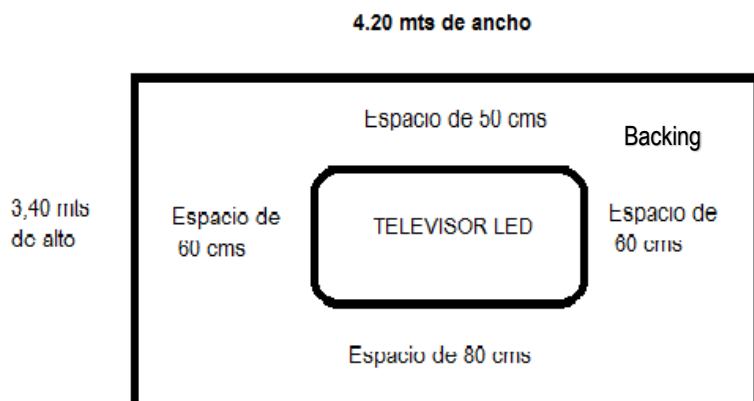 4.20 mts de ancho
Espacio de 50 cms
Backing
3,40 mts
de alto
Espacio de
60 cms
TELEVISOR LED
Espacio de
60 cms
Espacio de 80 cms